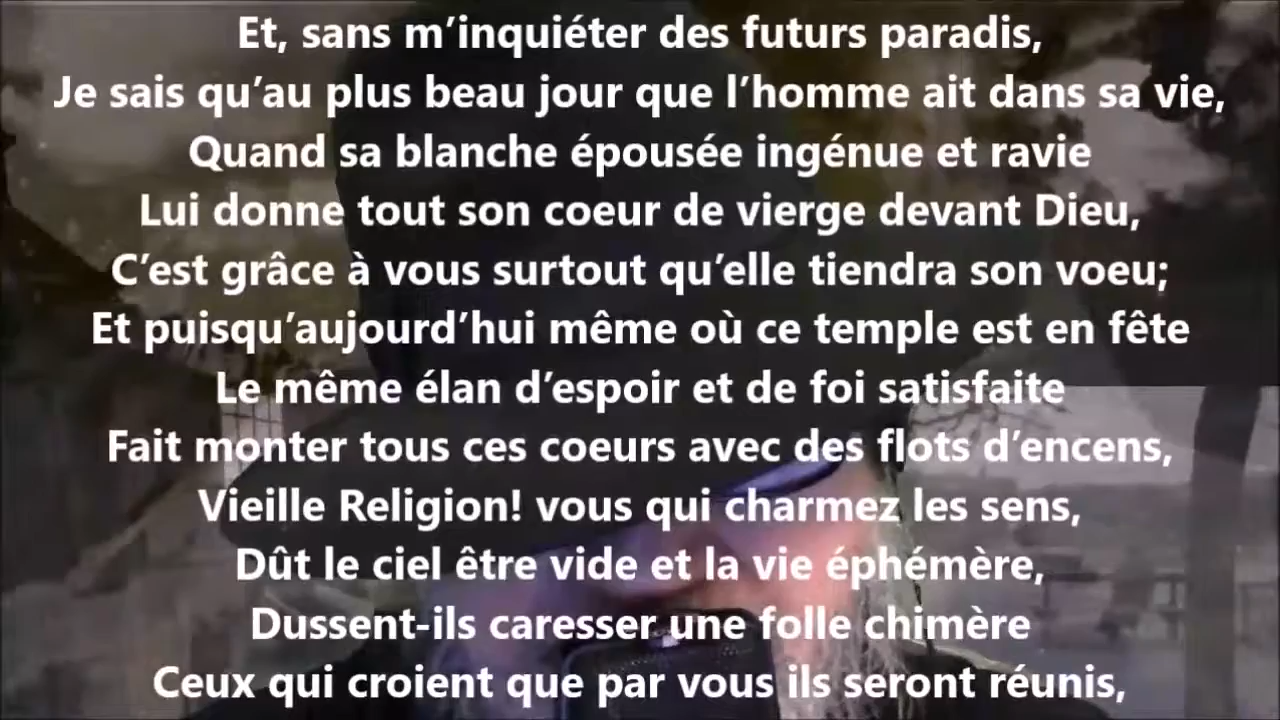 Et, sans m’inquiéter des futurs paradis,
Je sais qu’au plus beau jour que l’homme ait dans sa vie,
Quand sa blanche épousée ingénue et ravie
Lui donne tout son coeur de vierge devant Dieu,
C’est grâce à vous surtout qu’elle tiendra son voeu;
Et puisqu’aujourd’hui même où ce temple est en fête
Le même élan d’espoir et de foi satisfaite
Fait monter tous ces coeurs avec des flots d’encens,
Vieille Religion! vous qui charmez les sens,
Dût le ciel être vide et la vie éphémère,
Dussent-ils caresser une folle chimère
Ceux qui croient que par vous ils seront réunis,